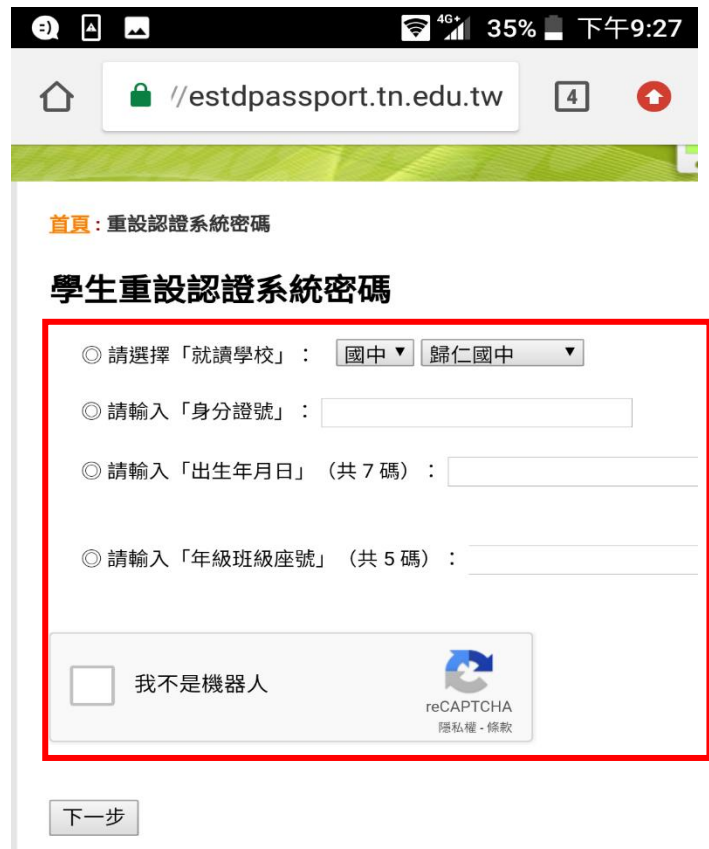 4G+ 35% 下午9:27
//estdpassport.tn.edu.tw 4
首頁 : 重設認證系統密碼
學生重設認證系統密碼
◎ 請選擇「就讀學校」： 國中▼ 歸仁國中 ▼
◎ 請輸入「身分證號」：
◎ 請輸入「出生年月日」（共 7 碼）：
◎ 請輸入「年級班級座號」（共 5 碼）：
我不是機器人
reCAPTCHA
隱私權 - 條款
下一步